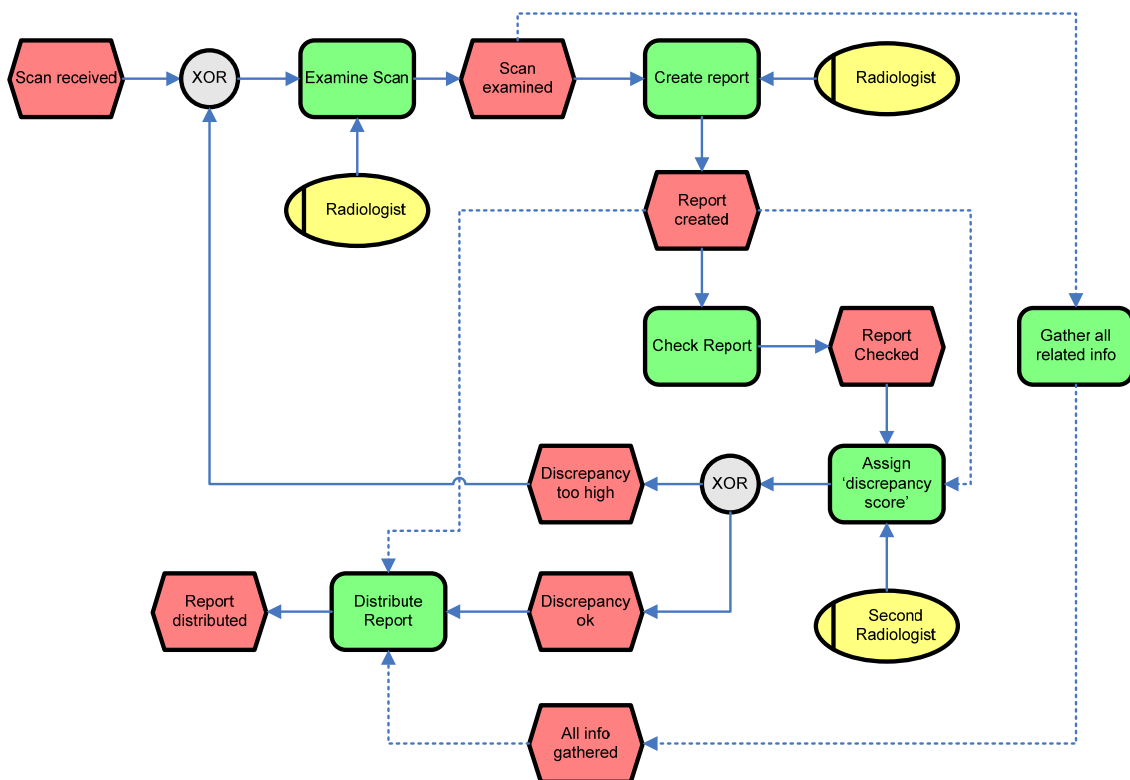 Scan received
XOR
Examine Scan
Scan
examined
Create report
Radiologist
Radiologist
Report
created
Check Report
Report
Checked
Gather all
related info
Discrepancy
too high
XOR
Assign
‘discrepancy
score’
Report
distributed
Distribute
Report
Discrepancy
ok
Second
Radiologist
All info
gathered